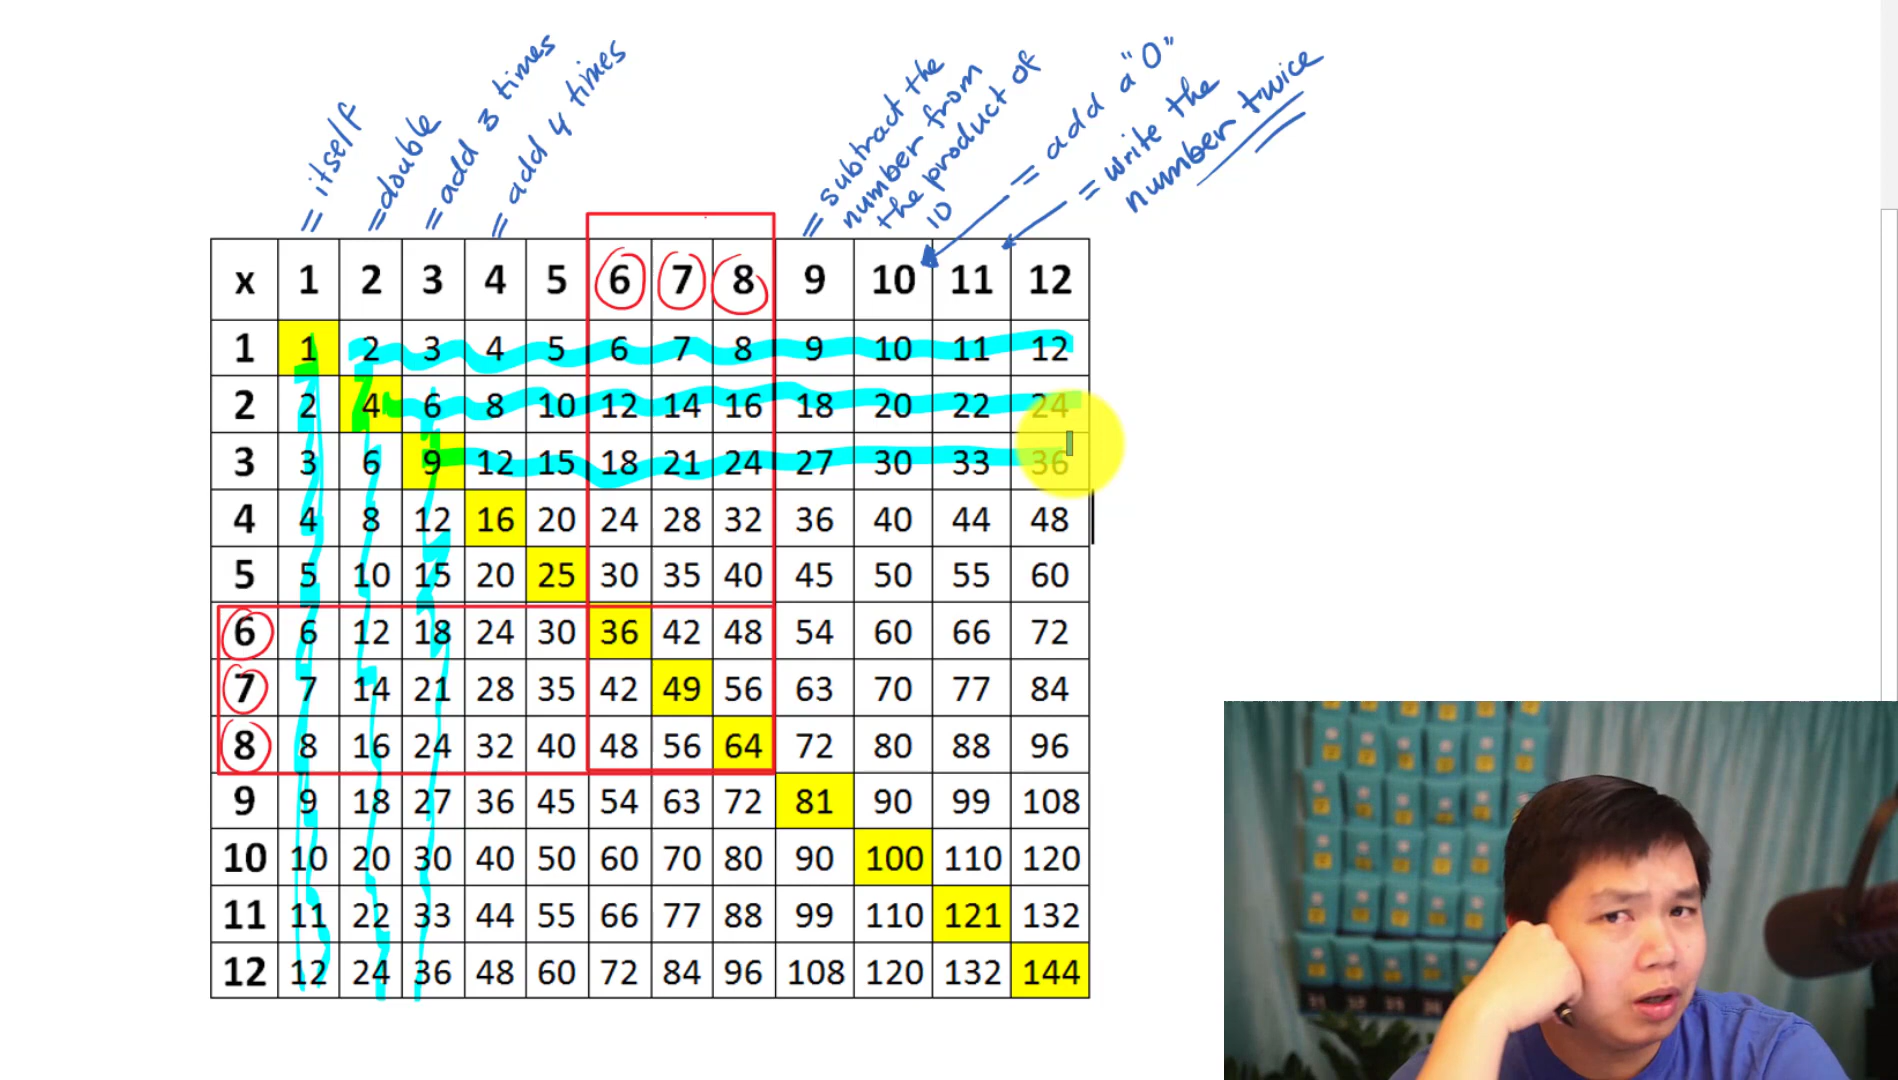 = itself
= double
= add 3 times
= add 4 times
= subtract the
number from
the product of
10
= add a "0"
= write the
number twice
x 1 2 3 4 5 6 7 8 9 10 11 12
1 1 2 3 4 5 6 7 8 9 10 11 12
2 2 4 6 8 10 12 14 16 18 20 22 24
3 3 6 9 12 15 18 21 24 27 30 33 36
4 4 8 12 16 20 24 28 32 36 40 44 48
5 5 10 15 20 25 30 35 40 45 50 55 60
6 6 12 18 24 30 36 42 48 54 60 66 72
7 7 14 21 28 35 42 49 56 63 70 77 84
8 8 16 24 32 40 48 56 64 72 80 88 96
9 9 18 27 36 45 54 63 72 81 90 99 108
10 10 20 30 40 50 60 70 80 90 100 110 120
11 11 22 33 44 55 66 77 88 99 110 121 132
12 12 24 36 48 60 72 84 96 108 120 132 144